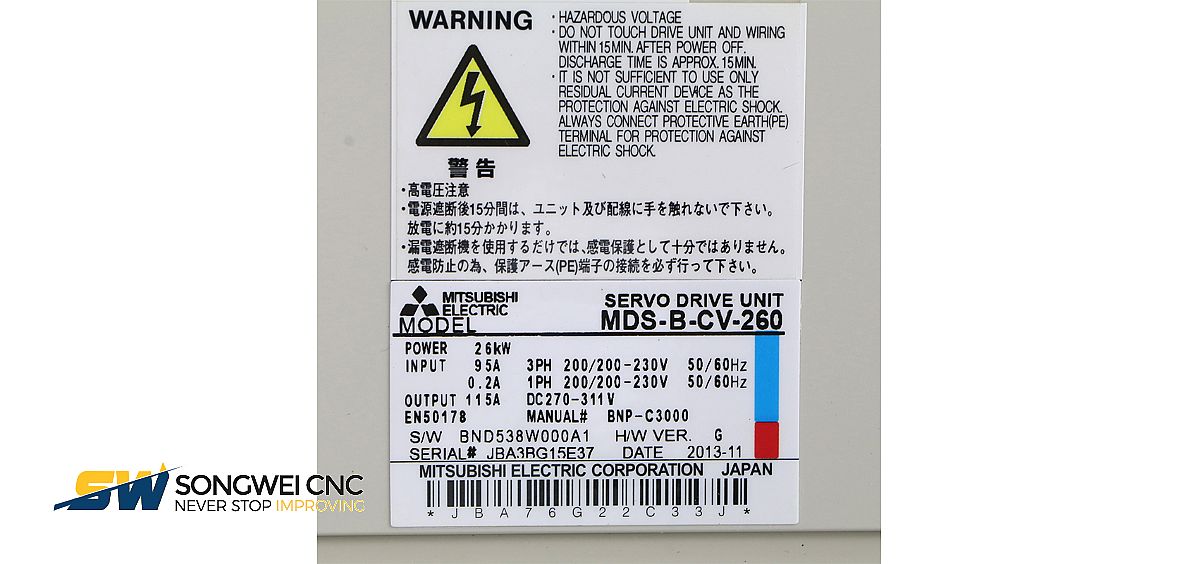 WARNING
・HAZARDOUS VOLTAGE
・DO NOT TOUCH DRIVE UNIT AND WIRING
WITHIN 15MIN. AFTER POWER OFF.
DISCHARGE TIME IS APPROX. 15MIN.
・IT IS NOT SUFFICIENT TO USE ONLY
RESIDUAL CURRENT DEVICE AS THE
PROTECTION AGAINST ELECTRIC SHOCK.
ALWAYS CONNECT PROTECTIVE EARTH(PE)
TERMINAL FOR PROTECTION AGAINST
ELECTRIC SHOCK.
警告
・高電圧注意
・電源遮断後15分間は、ユニット及び配線に手を触れないで下さい。
放電に約15分かかります。
・漏電遮断機を使用するだけでは、感電保護として十分ではありません。
感電防止の為、保護アース(PE)端子の接続を必ず行って下さい。
MITSUBISHI
ELECTRIC
SERVO DRIVE UNIT
MODEL MDS-B-CV-260
POWER 26kW
INPUT 95A 3PH 200/200-230V 50/60Hz
0.2A 1PH 200/200-230V 50/60Hz
OUTPUT 115A DC270-311V
EN50178 MANUAL# BNP-C3000
S/W BND538W000A1 H/W VER. G
SERIAL# JBA3BG15E37 DATE 2013-11
MITSUBISHI ELECTRIC CORPORATION JAPAN
*JBA76G22C33J*
SW SONGWEI CNC
NEVER STOP IMPROVING